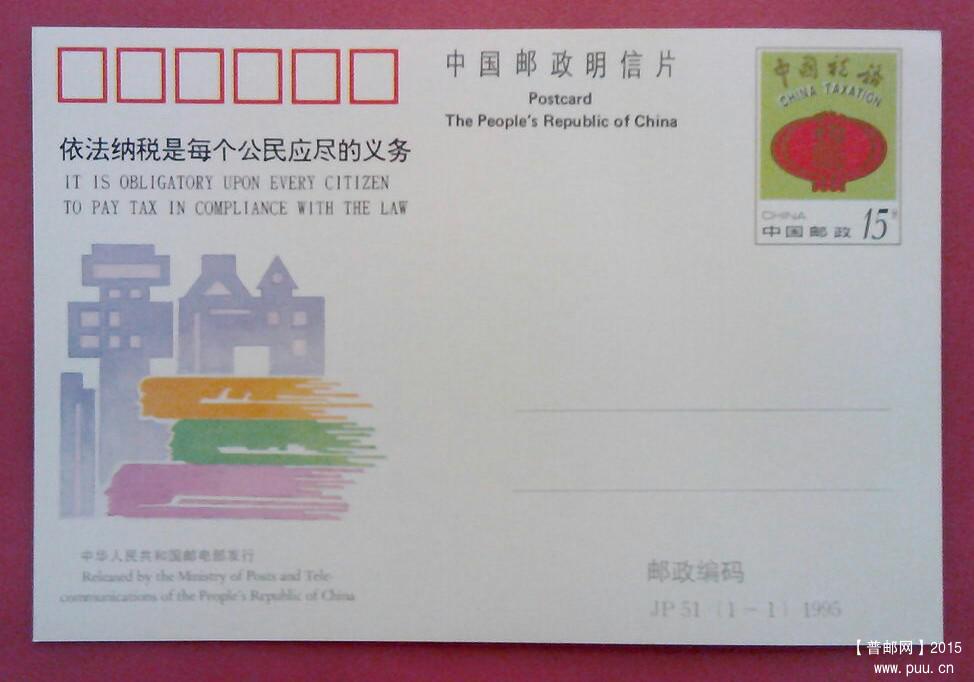 中国邮政明信片
Postcard
The People's Republic of China
中国税务
CHINA TAXATION
CHINA
中国邮政 15分
依法纳税是每个公民应尽的义务
IT IS OBLIGATORY UPON EVERY CITIZEN
TO PAY TAX IN COMPLIANCE WITH THE LAW
中华人民共和国邮电部发行
Released by the Ministry of Posts and Tele-
communications of the People's Republic of China
邮政编码
JP 51 (1-1) 1995
【普邮网】2015
www.puu.cn